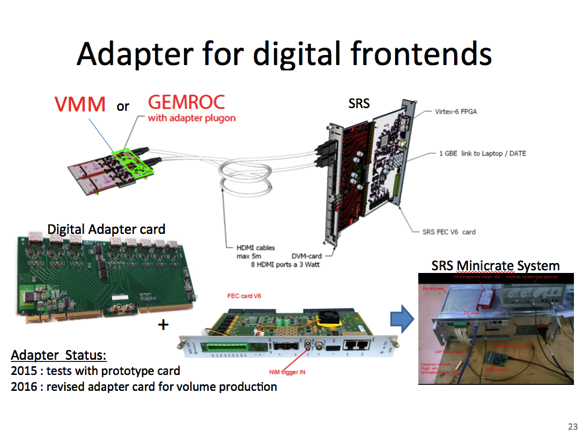 Adapter for digital frontends
VMM or GEMROC
with adapter plugon
SRS
Virtex-6 FPGA
1 GBE link to Laptop / DATE
SRS FEC V6 card
HDMI cables
max 5m
DVM-card
8 HDMI ports a 3 Watt
Digital Adapter card
SRS Minicrate System
FEC card V6
+
NIM trigger IN
Adapter Status:
2015 : tests with prototype card
2016 : revised adapter card for volume production
23